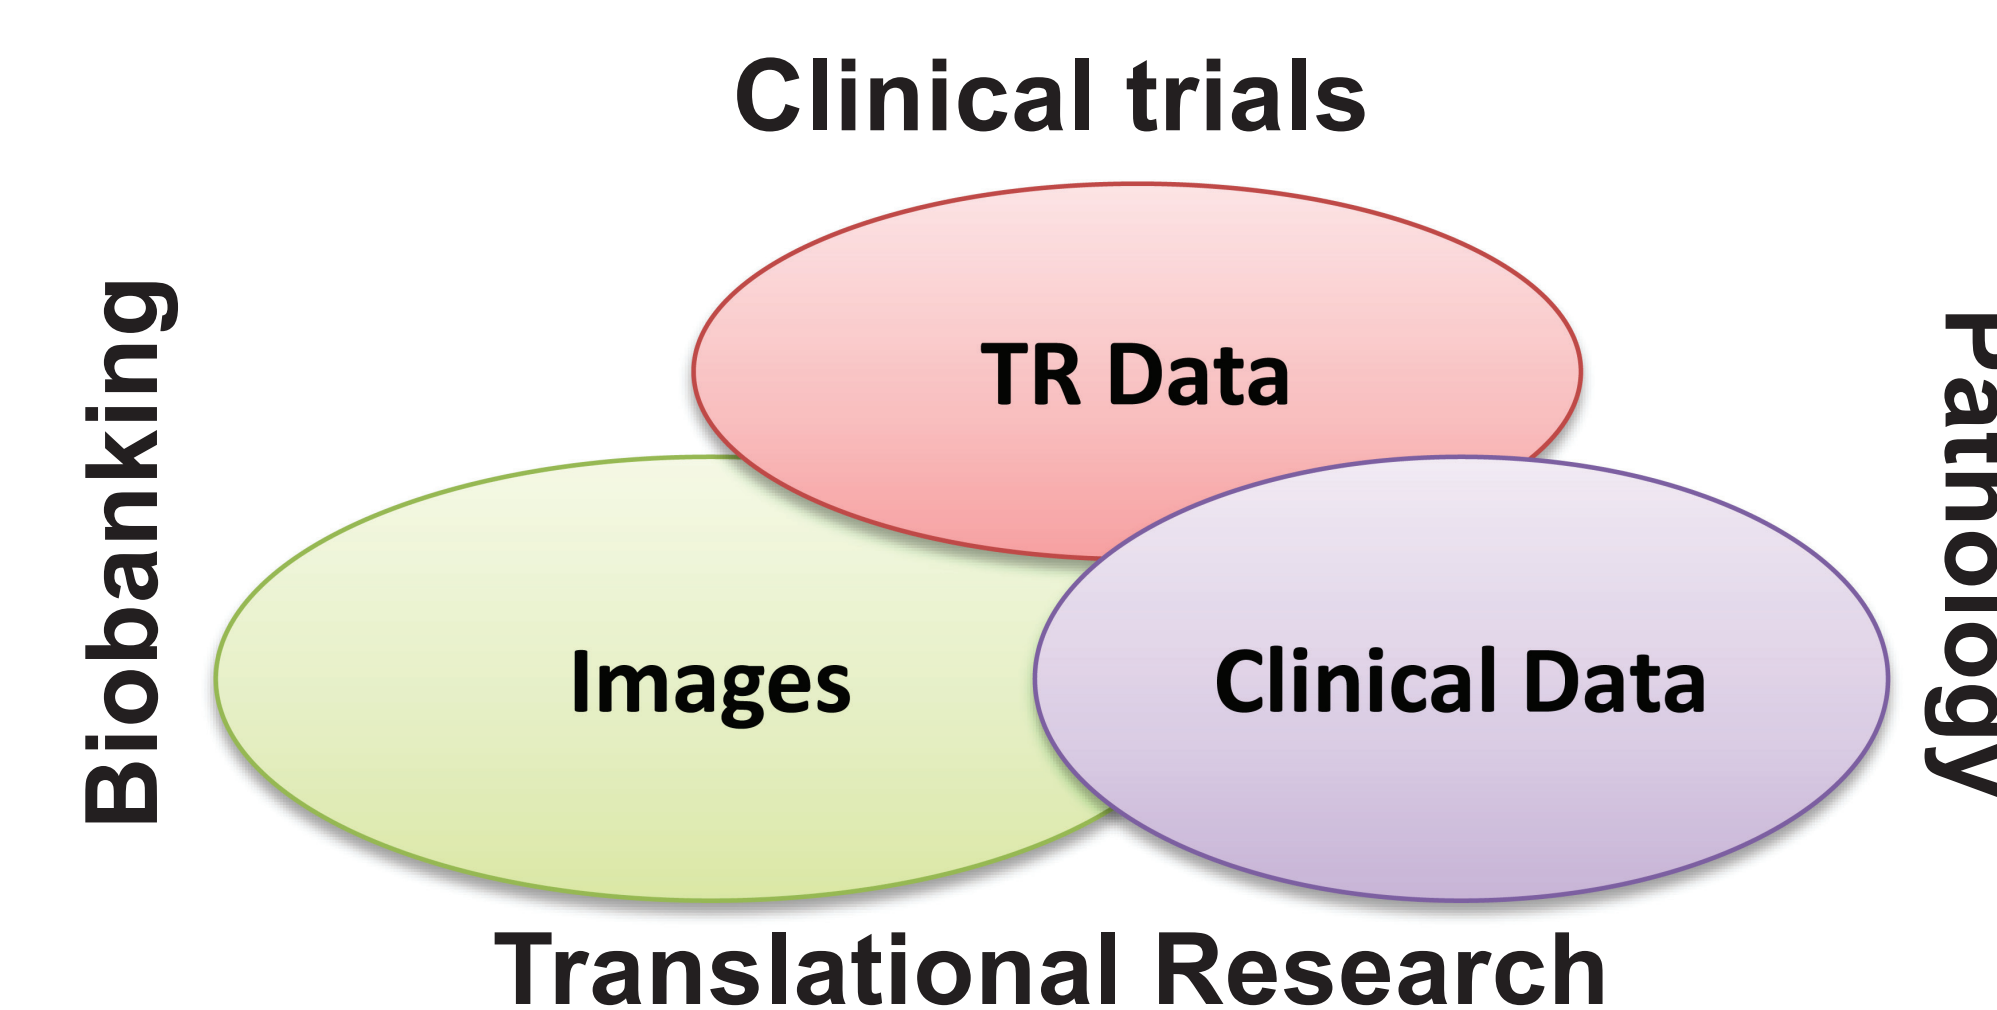 Clinical trials
Biobanking
TR Data
Pathology
Images
Clinical Data
Translational Research